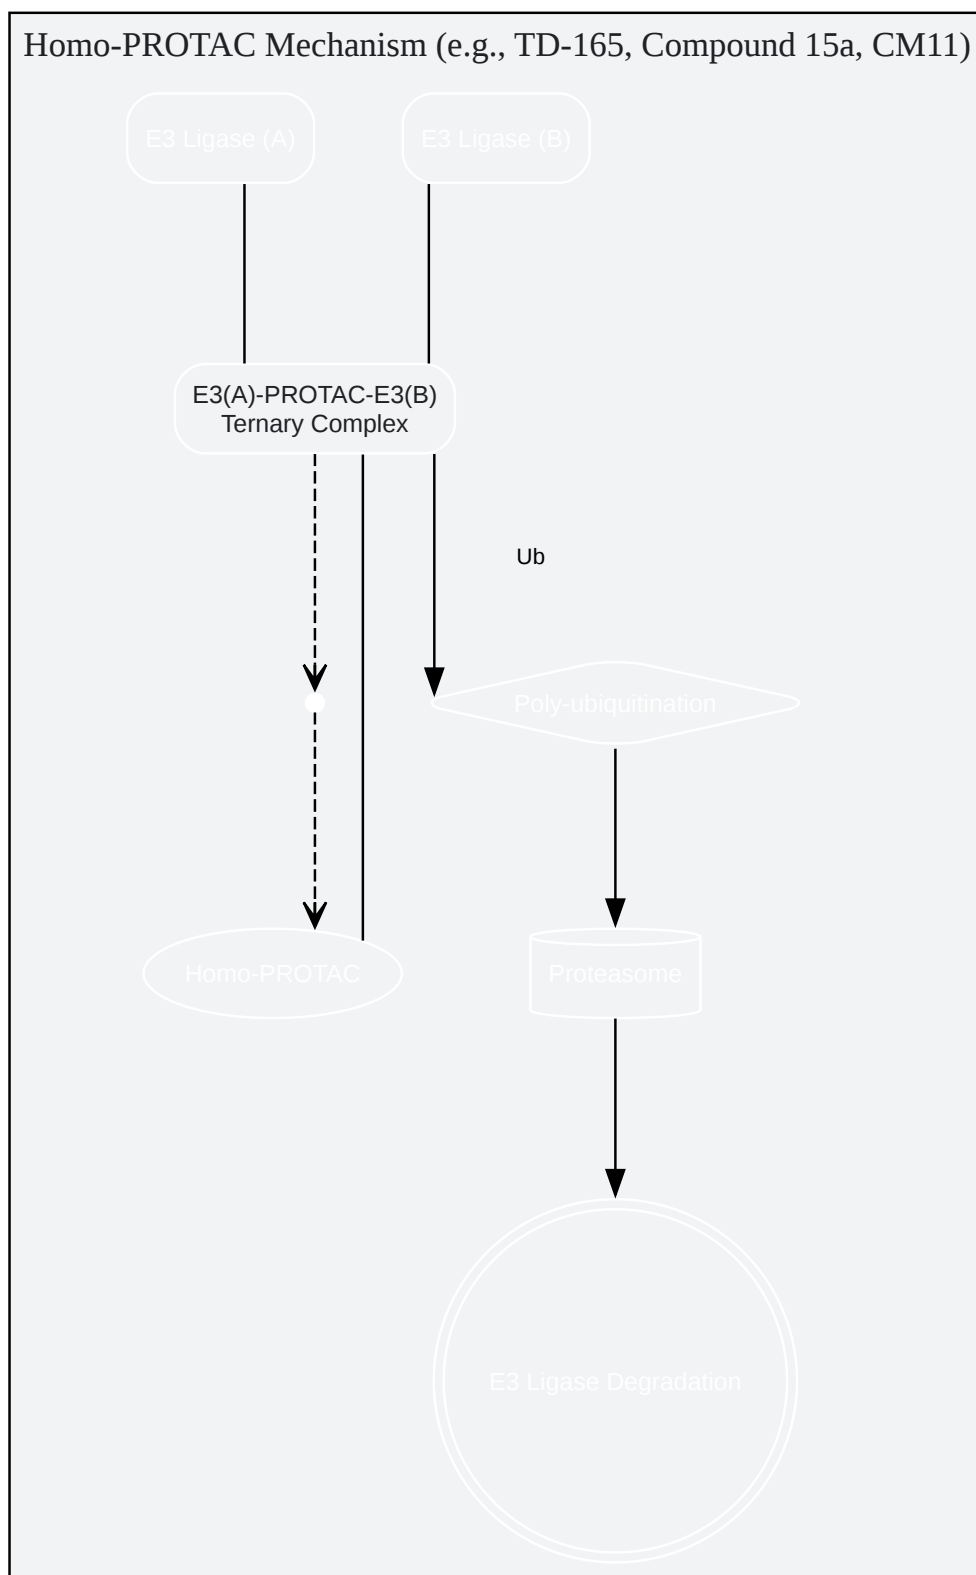 Homo-PROTAC Mechanism (e.g., TD-165, Compound 15a, CM11)
E3 Ligase (A)
E3 Ligase (B)
E3(A)-PROTAC-E3(B)
Ternary Complex
Ub
Poly-ubiquitination
Homo-PROTAC
Proteasome
E3 Ligase Degradation